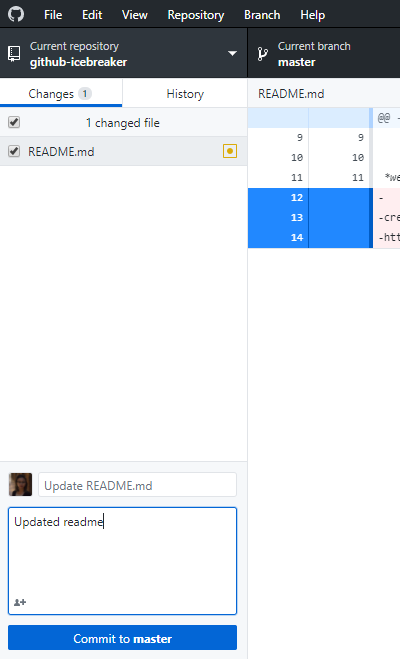 File Edit View Repository Branch Help
Current repository
github-icebreaker
Current branch
master
Changes 1
History
README.md
1 changed file
README.md
@@ -
9 9
10 10
11 11 *we
12 -
13 -cre
14 -htt
Update README.md
Updated readme
Commit to master